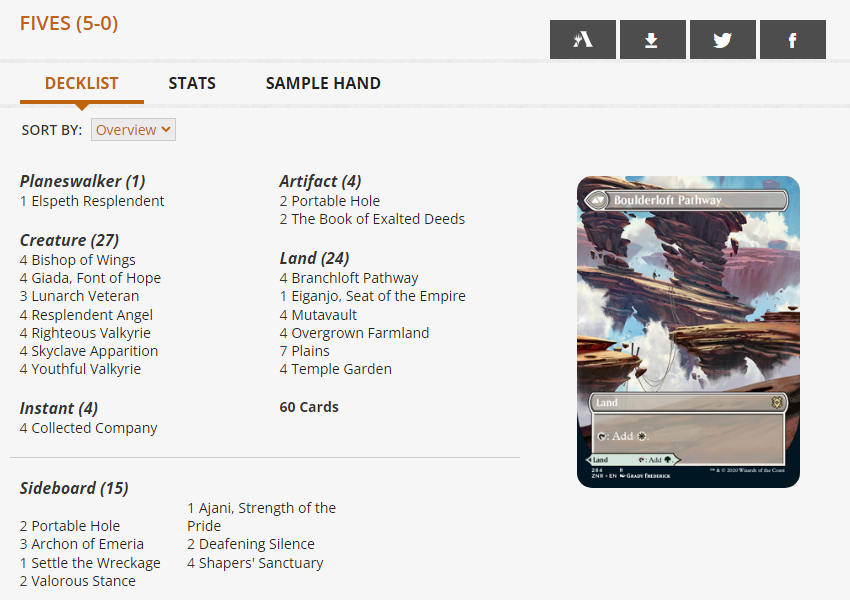 FIVES (5-0)
DECKLIST
STATS
SAMPLE HAND
SORT BY: Overview
Planeswalker (1)
1 Elspeth Resplendent
Creature (27)
4 Bishop of Wings
4 Giada, Font of Hope
3 Lunarch Veteran
4 Resplendent Angel
4 Righteous Valkyrie
4 Skyclave Apparition
4 Youthful Valkyrie
Instant (4)
4 Collected Company
Artifact (4)
2 Portable Hole
2 The Book of Exalted Deeds
Land (24)
4 Branchloft Pathway
1 Eiganjo, Seat of the Empire
4 Mutavault
4 Overgrown Farmland
7 Plains
4 Temple Garden
60 Cards
Sideboard (15)
2 Portable Hole
3 Archon of Emeria
1 Settle the Wreckage
2 Valorous Stance
1 Ajani, Strength of the
Pride
2 Deafening Silence
4 Shapers' Sanctuary
Boulderloft Pathway
Land
: Add .
Land : Add .
284 R
ZNR • EN GRADY FREDERICK
™ & © 2020 Wizards of the Coast